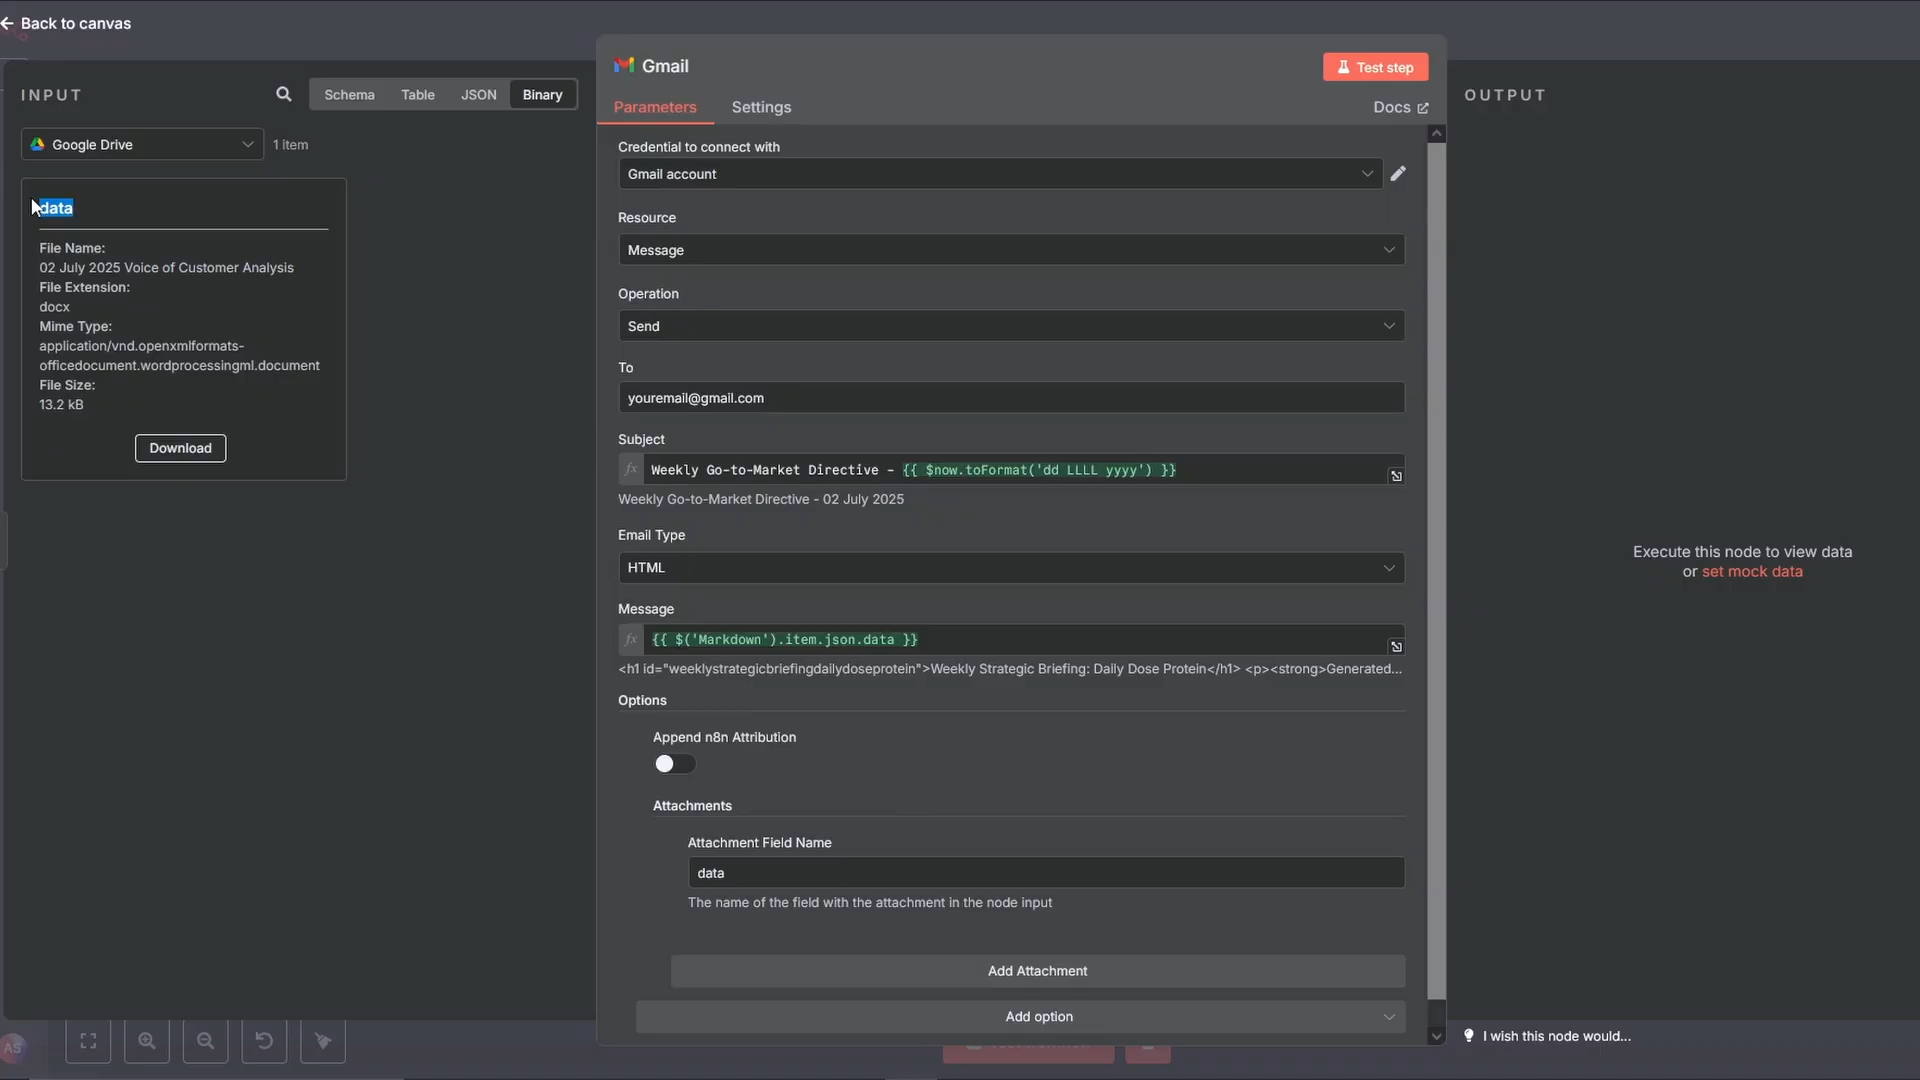 Back to canvas
INPUT
Schema
Table
JSON
Binary
Google Drive
1 item
data
File Name:
02 July 2025 Voice of Customer Analysis
File Extension:
docx
Mime Type:
application/vnd.openxmlformats-
officedocument.wordprocessingml.document
File Size:
13.2 kB
Download
Gmail
Test step
Parameters
Settings
Docs
Credential to connect with
Gmail account
Resource
Message
Operation
Send
To
youremail@gmail.com
Subject
fx Weekly Go-to-Market Directive - {{ $now.toFormat('dd LLLL yyyy') }}
Weekly Go-to-Market Directive - 02 July 2025
Email Type
HTML
Message
fx {{ $('Markdown').item.json.data }}
<h1 id="weeklystrategicbriefingdailydoseprotein">Weekly Strategic Briefing: Daily Dose Protein</h1> <p><strong>Generated...
Options
Append n8n Attribution
Attachments
Attachment Field Name
data
The name of the field with the attachment in the node input
Add Attachment
Add option
OUTPUT
Execute this node to view data
or set mock data
I wish this node would...
AS